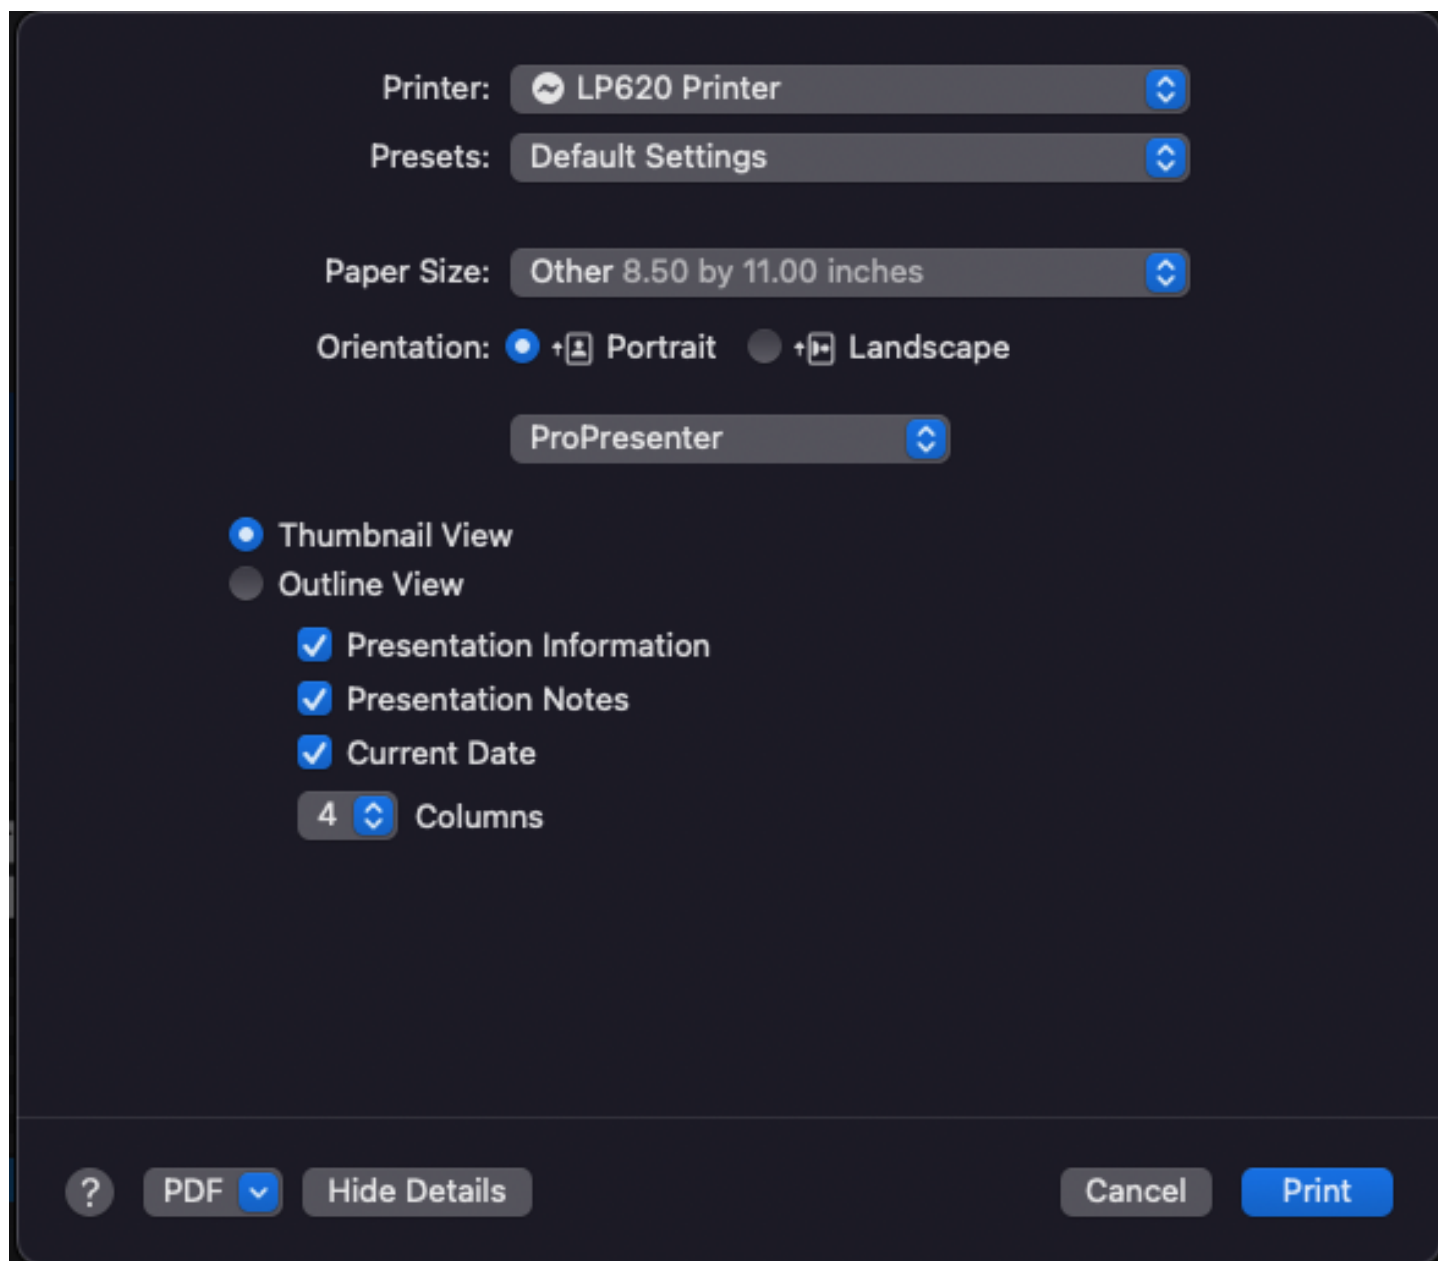 Printer: LP620 Printer
Presets: Default Settings
Paper Size: Other 8.50 by 11.00 inches
Orientation: Portrait Landscape
ProPresenter
Thumbnail View
Outline View
Presentation Information
Presentation Notes
Current Date
4 Columns
? PDF Hide Details Cancel Print